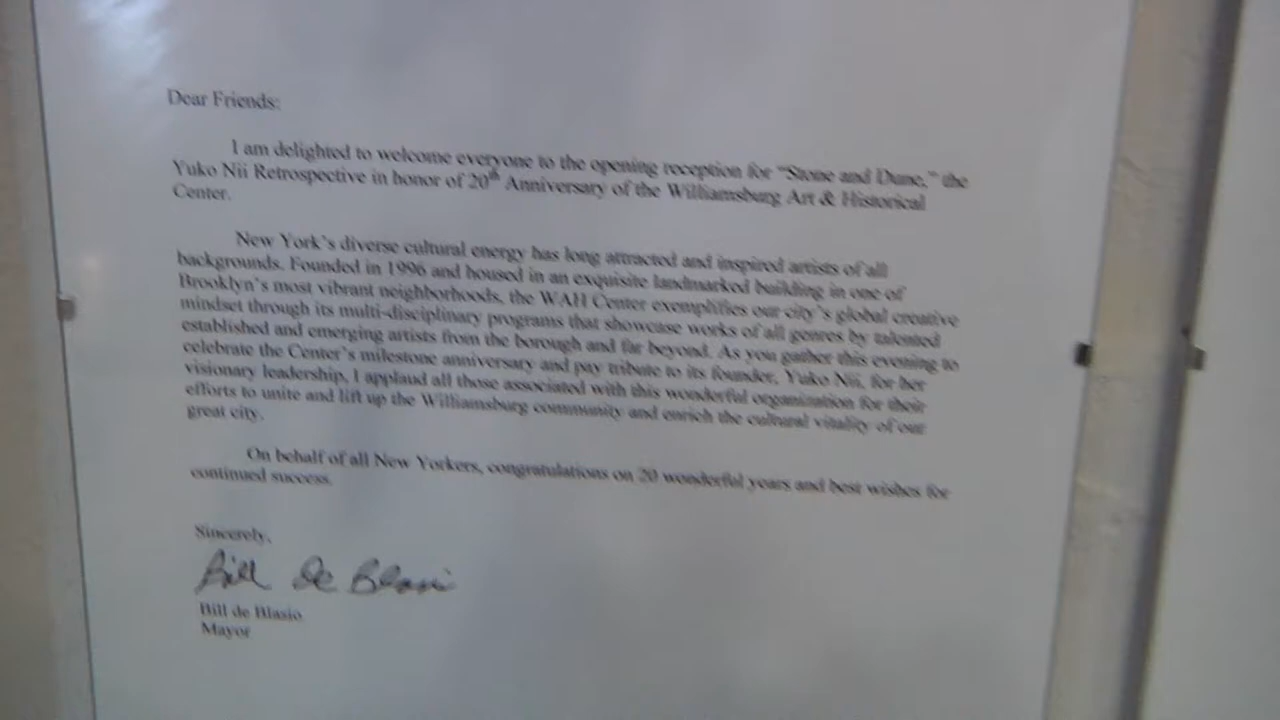 Dear Friends:
I am delighted to welcome everyone to the opening reception for "Stone and Dune," the
Yuko Nii Retrospective in honor of 20th Anniversary of the Williamsburg Art & Historical
Center.
New York's diverse cultural energy has long attracted and inspired artists of all
backgrounds. Founded in 1996 and housed in an exquisite landmarked building in one of
Brooklyn's most vibrant neighborhoods, the WAH Center exemplifies our city's global creative
mindset through its multi-disciplinary programs that showcase works of all genres by talented
established and emerging artists from the borough and far beyond. As you gather this evening to
celebrate the Center's milestone anniversary and pay tribute to its founder, Yuko Nii, for her
visionary leadership, I applaud all those associated with this wonderful organization for their
efforts to unite and lift up the Williamsburg community and enrich the cultural vitality of our
great city.
On behalf of all New Yorkers, congratulations on 20 wonderful years and best wishes for
continued success.
Sincerely,
Bill de Blasio
Bill de Blasio
Mayor